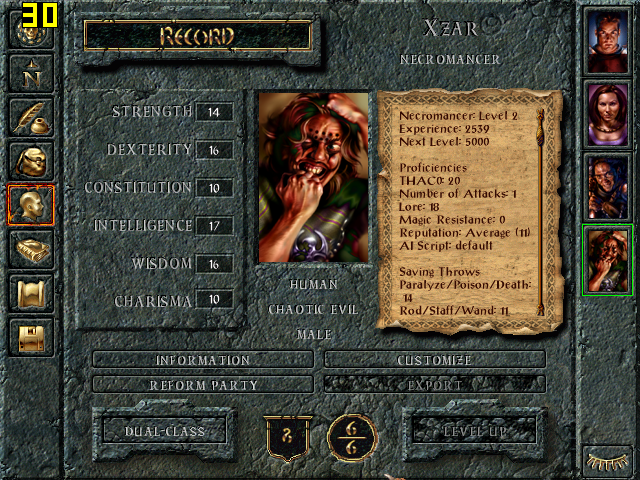 30
RECORD
XZAR
NECROMANCER
N
STRENGTH 14
DEXTERITY 16
CONSTITUTION 10
INTELLIGENCE 17
WISDOM 16
CHARISMA 10
HUMAN
CHAOTIC EVIL
MALE
Necromancer: Level 2
Experience: 2539
Next Level: 5000
Proficiencies
THAC0: 20
Number of Attacks: 1
Lore: 18
Magic Resistance: 0
Reputation: Average (11)
AI Script: default
Saving Throws
Paralyze/Poison/Death:
14
Rod/Staff/Wand: 11
INFORMATION
CUSTOMIZE
REFORM PARTY
EXPORT
DUAL-CLASS
6
6
LEVEL UP